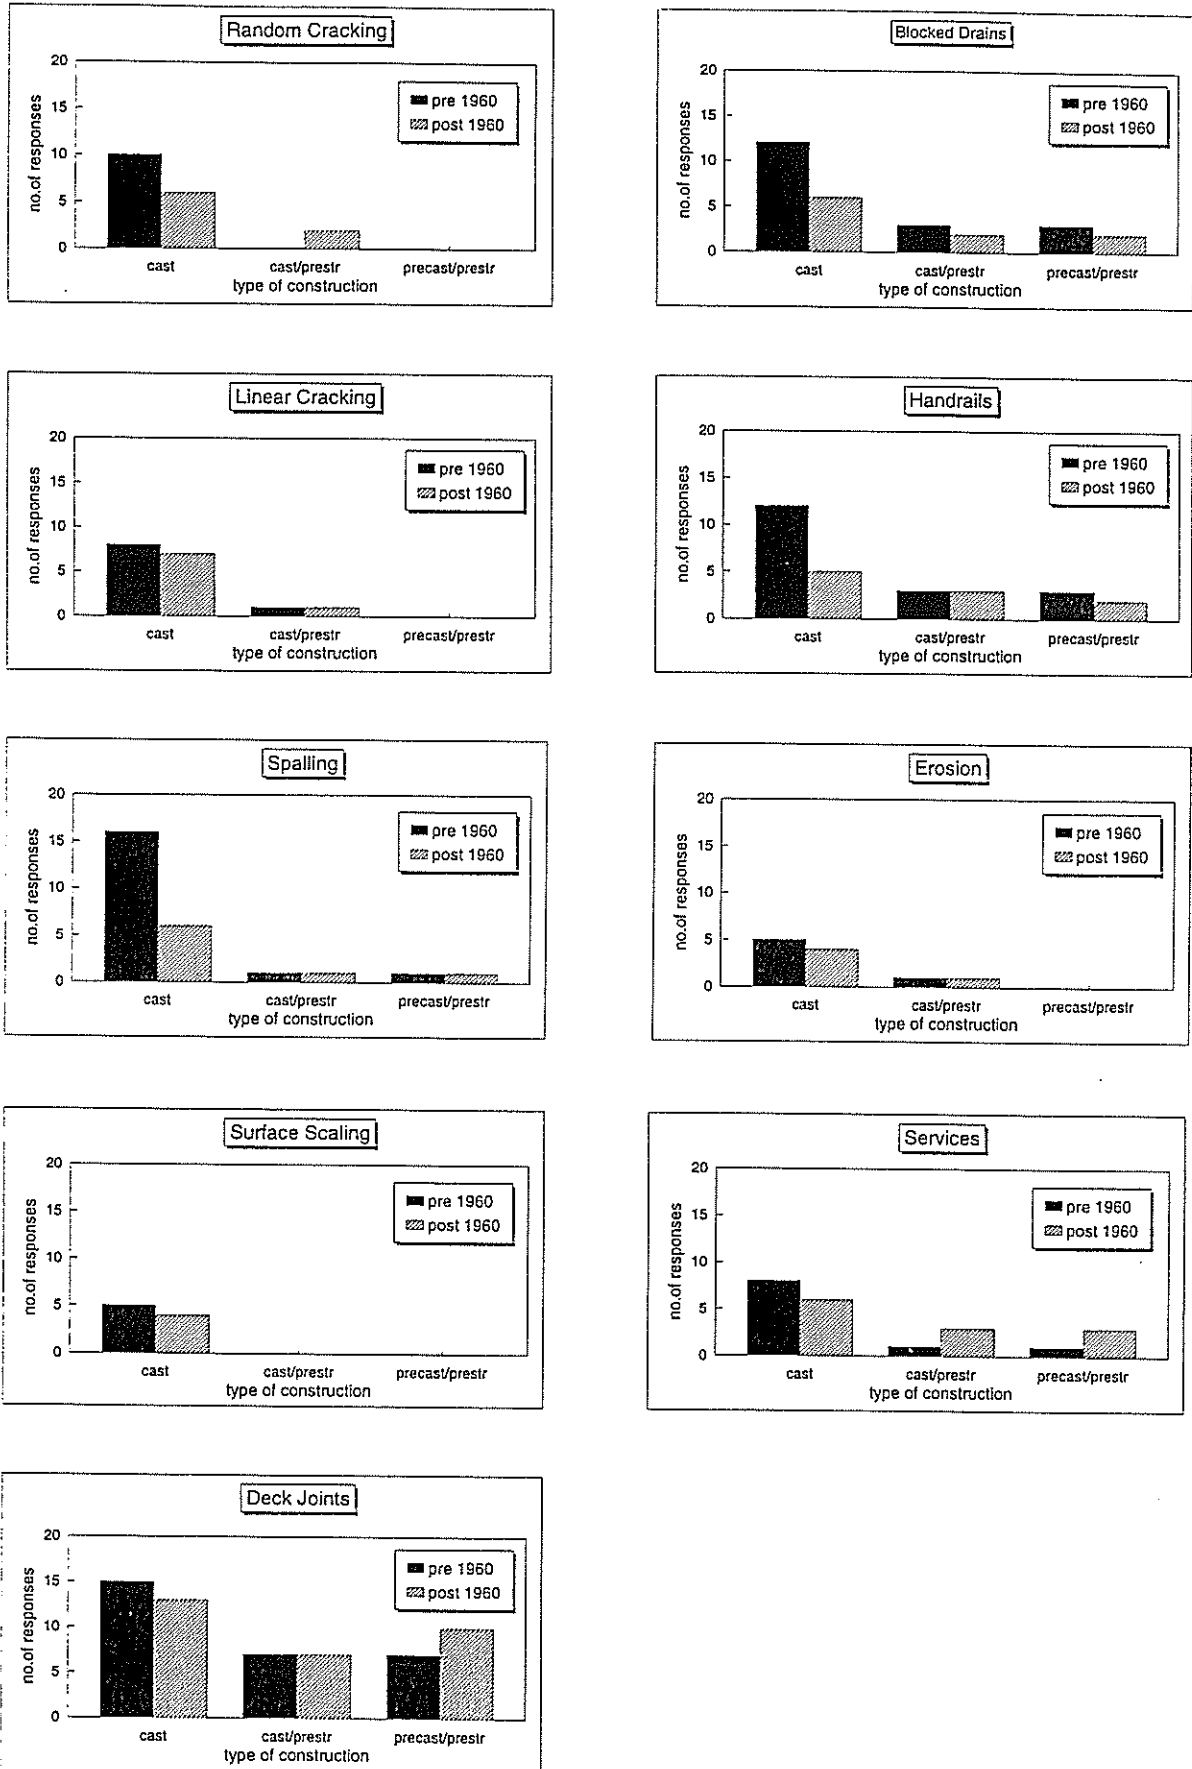 Random Cracking
20
15
10
5
0
no.of responses
pre 1960
post 1960
cast
cast/prestr
precast/prestr
type of construction
Blocked Drains
20
15
10
5
0
no.of responses
pre 1960
post 1960
cast
cast/prestr
precast/prestr
type of construction
Linear Cracking
20
15
10
5
0
no.of responses
pre 1960
post 1960
cast
cast/prestr
precast/prestr
type of construction
Handrails
20
15
10
5
0
no.of responses
pre 1960
post 1960
cast
cast/prestr
precast/prestr
type of construction
Spalling
20
15
10
5
0
no.of responses
pre 1960
post 1960
cast
cast/prestr
precast/prestr
type of construction
Erosion
20
15
10
5
0
no.of responses
pre 1960
post 1960
cast
cast/prestr
precast/prestr
type of construction
Surface Scaling
20
15
10
5
0
no.of responses
pre 1960
post 1960
cast
cast/prestr
precast/prestr
type of construction
Services
20
15
10
5
0
no.of responses
pre 1960
post 1960
cast
cast/prestr
precast/prestr
type of construction
Deck Joints
20
15
10
5
0
no.of responses
pre 1960
post 1960
cast
cast/prestr
precast/prestr
type of construction